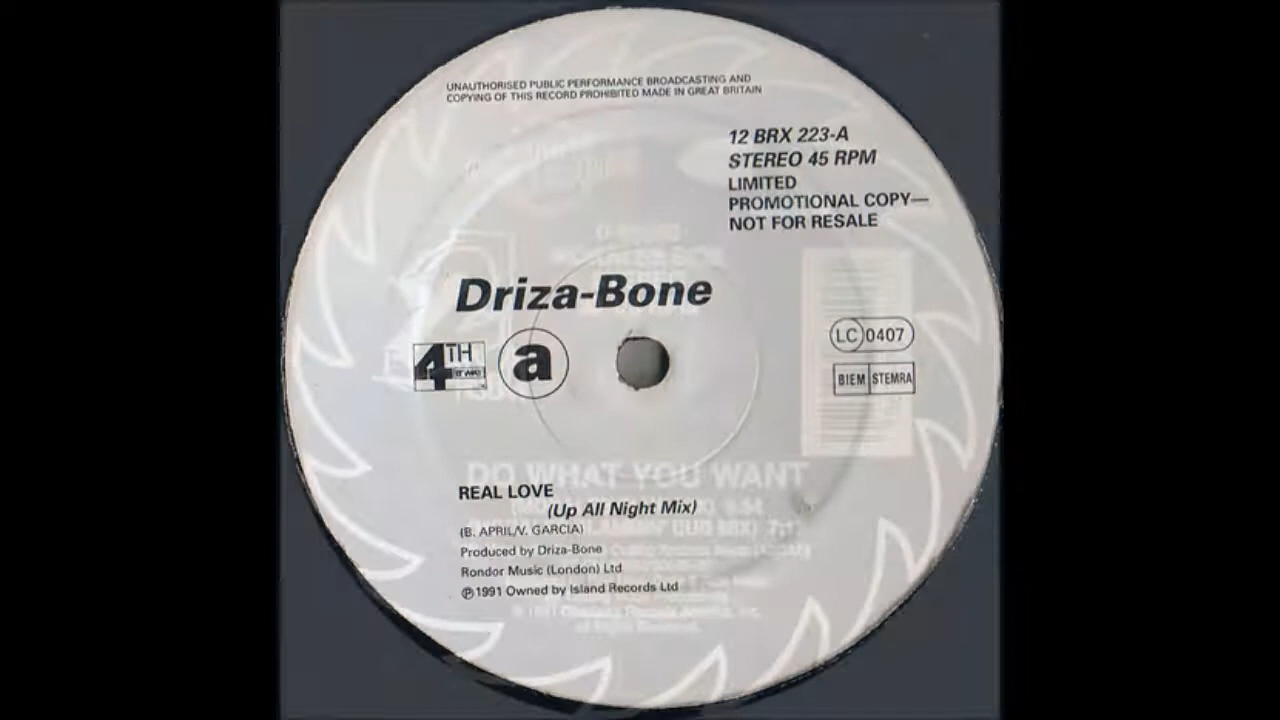 UNAUTHORISED PUBLIC PERFORMANCE BROADCASTING AND
COPYING OF THIS RECORD PROHIBITED MADE IN GREAT BRITAIN
12 BRX 223-A
STEREO 45 RPM
LIMITED
PROMOTIONAL COPY—
NOT FOR RESALE
Driza-Bone
4TH
a
LC 0407
BIEM STEMRA
DO WHAT YOU WANT
REAL LOVE
(Up All Night Mix)
(B. APRIL/V. GARCIA)
Produced by Driza-Bone
Rondor Music (London) Ltd
℗ 1991 Owned by Island Records Ltd